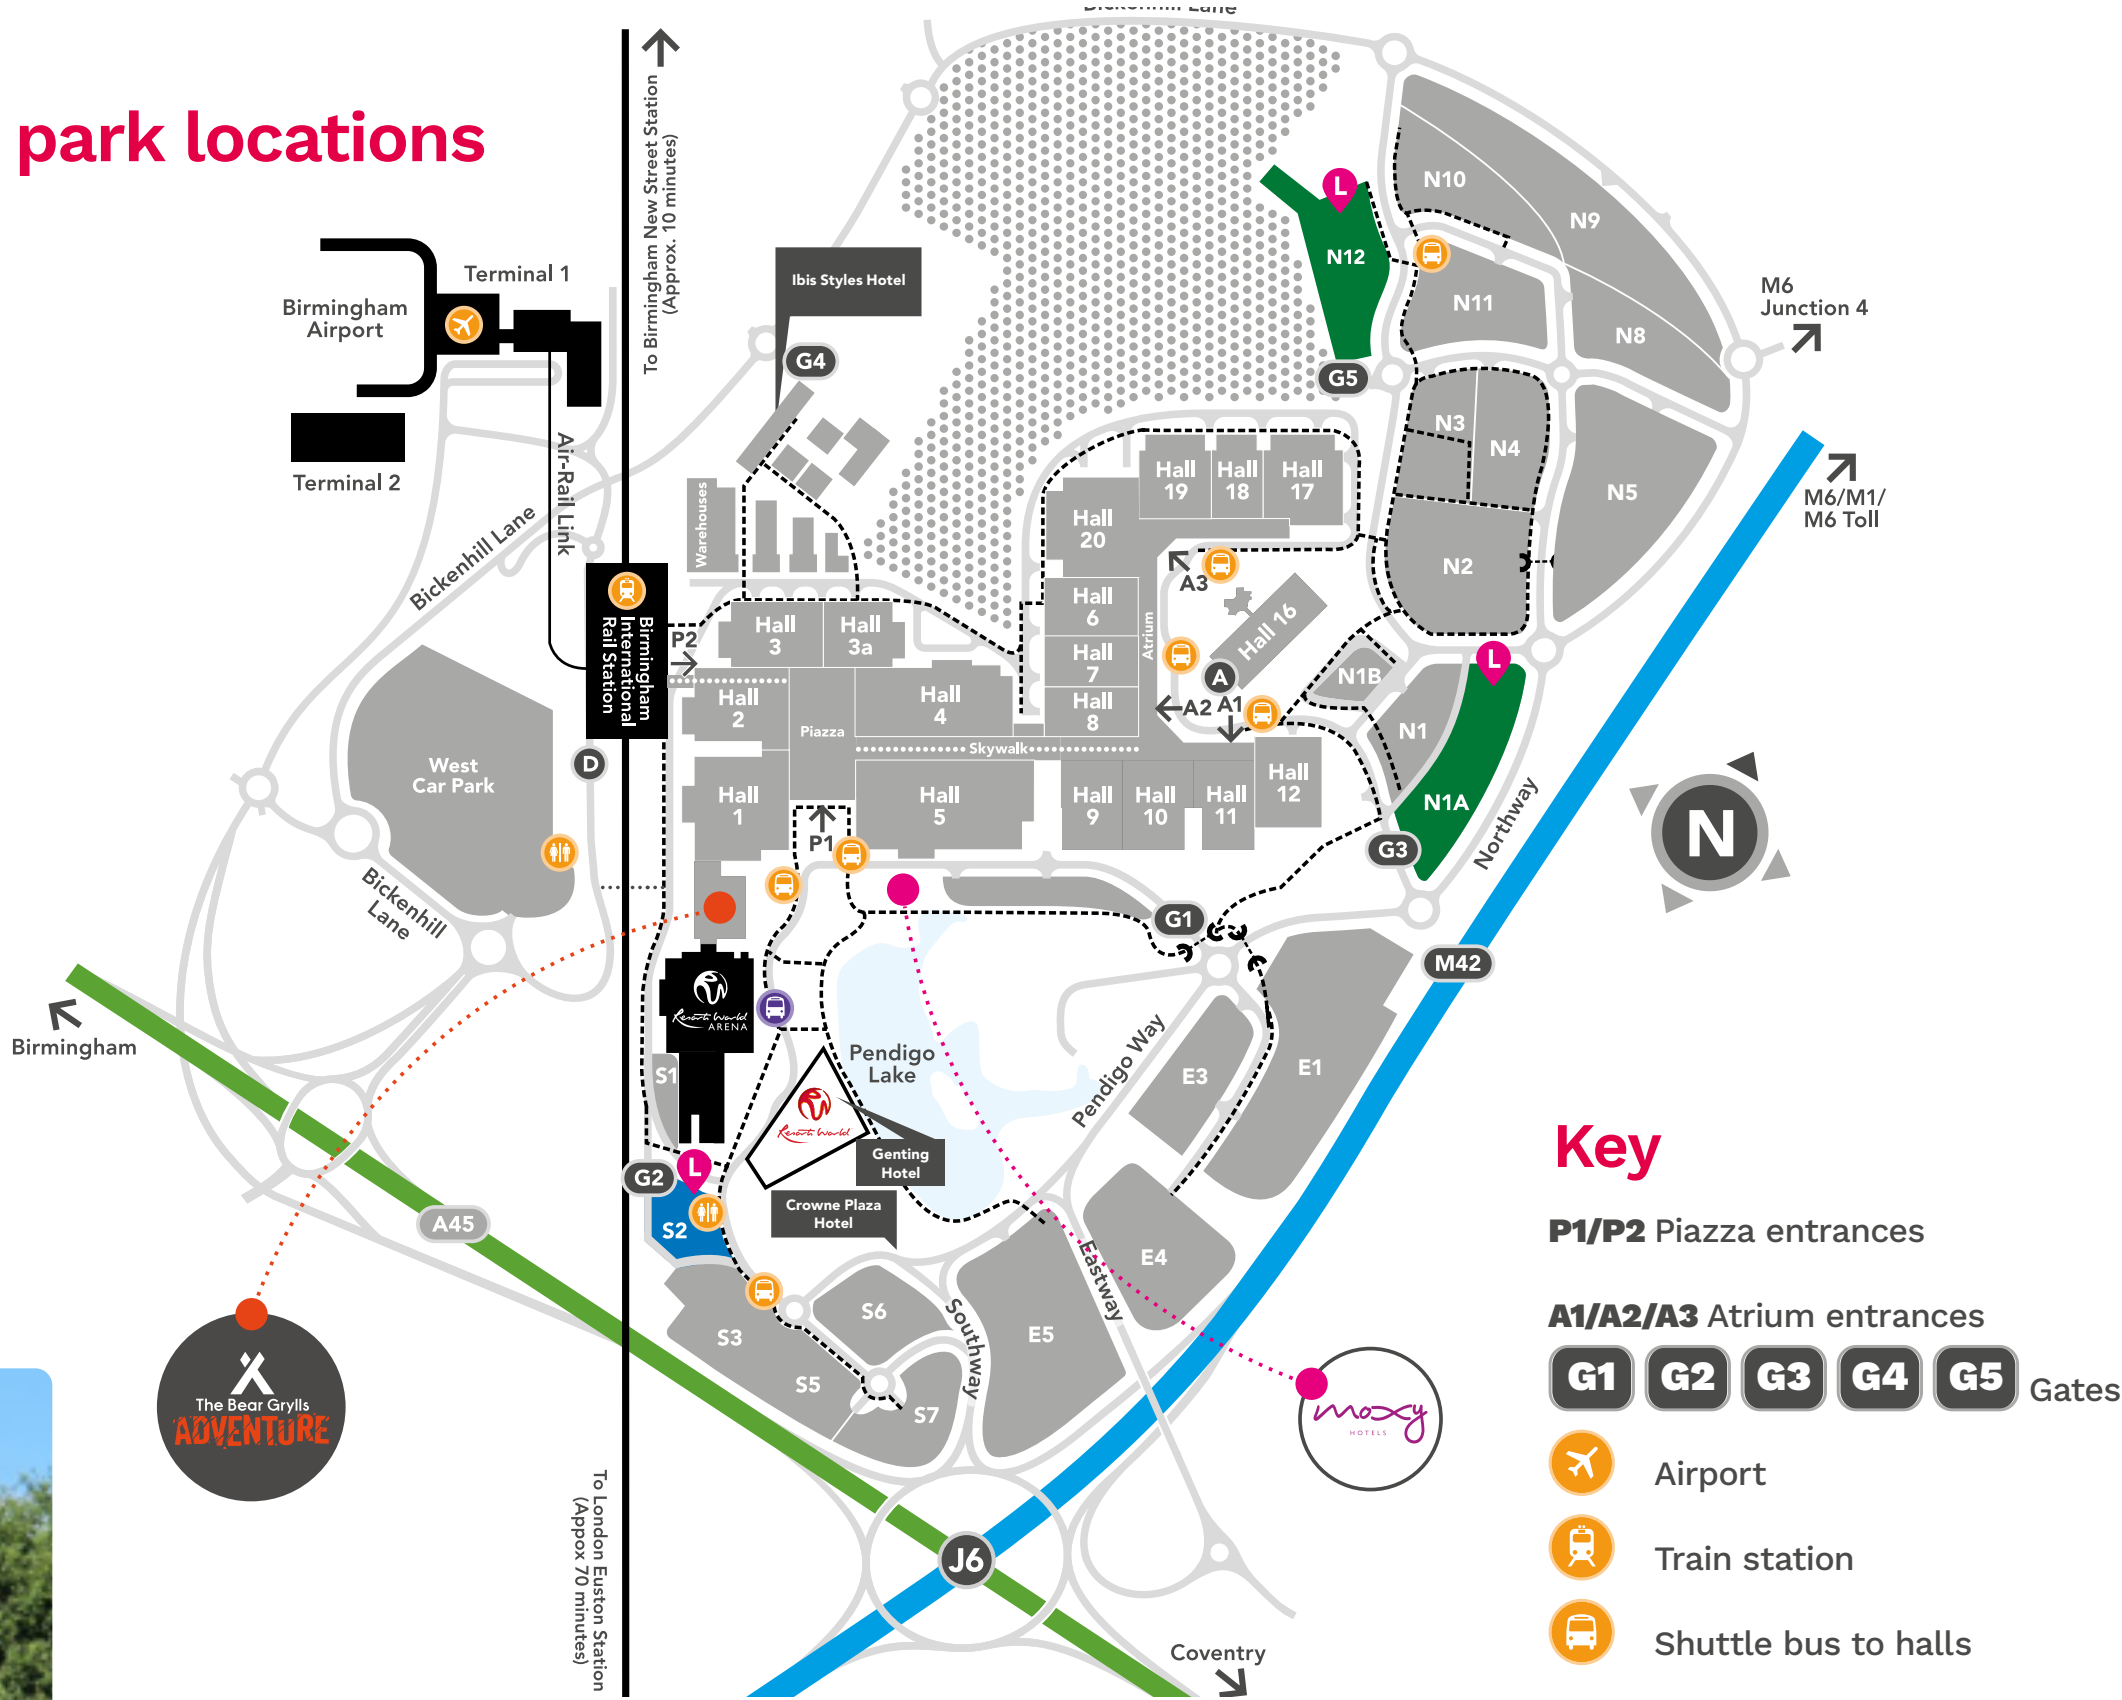 Bickenhill Lane
park locations
To Birmingham New Street Station
(Approx. 10 minutes)
Terminal 1
Birmingham
Airport
Terminal 2
Air-Rail Link
Bickenhill Lane
Ibis Styles Hotel
G4
Warehouses
L
N12
G5
N10
N9
N11
N8
N3
N4
N5
N2
M6
Junction 4
M6/M1/
M6 Toll
Hall
19
Hall
18
Hall
17
Hall
20
Hall
6
Hall
7
Hall
8
Atrium
A3
Hall 16
A
A2
A1
N1B
L
N1
N1A
G3
Northway
N
Birmingham
International
Rail Station
P2
Hall
3
Hall
3a
Hall
2
Hall
4
Piazza
Skywalk
Hall
1
Hall
5
Hall
9
Hall
10
Hall
11
Hall
12
P1
West
Car Park
D
Bickenhill
Lane
G1
M42
Birmingham
Resorts World
ARENA
Pendigo
Lake
Pendigo Way
E3
E1
S1
Resorts World
Genting
Hotel
Crowne Plaza
Hotel
G2
L
S2
A45
E4
Eastway
E5
Southway
S6
S3
S5
S7
The Bear Grylls
ADVENTURE
moxy
HOTELS
To London Euston Station
(Appox 70 minutes)
J6
Coventry
Key
P1/P2 Piazza entrances
A1/A2/A3 Atrium entrances
G1 G2 G3 G4 G5 Gates
Airport
Train station
Shuttle bus to halls